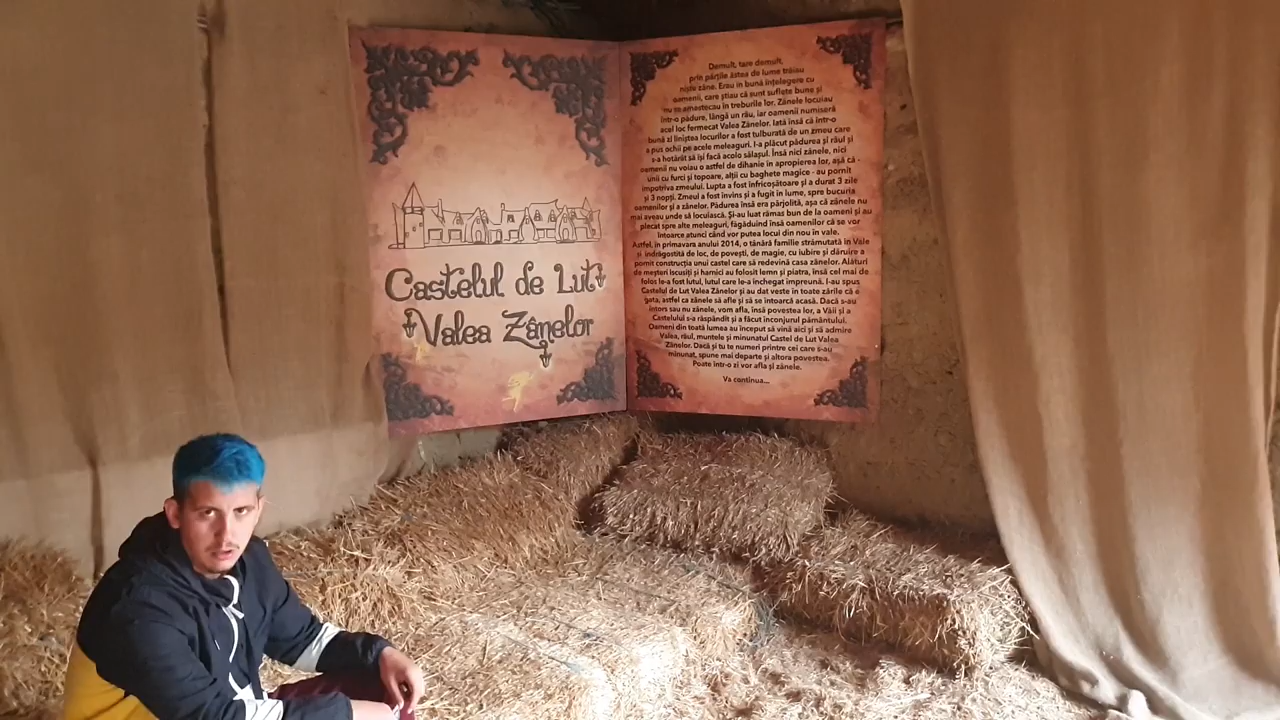 Castelul de Lut
Valea Zânelor
Demult, tare demult,
prin părțile astea de lume trăiau
niște zâne. Erau în bună înțelegere cu
oamenii, care știau că sunt suflete bune și
nu se amestecau în treburile lor. Zânele locuiau
într-o pădure, lângă un râu, iar oamenii numiseră
acel loc fermecat Valea Zânelor. Iată însă că într-o
bună zi liniștea locurilor a fost tulburată de un zmeu care
a pus ochii pe acele meleaguri. I-a plăcut pădurea și râul și
s-a hotărât să își facă acolo sălașul. Însă nici zânele, nici
oamenii nu voiau o astfel de dihanie în apropierea lor, așa că -
unii cu furci și topoare, alții cu baghete magice - au pornit
împotriva zmeului. Lupta a fost înfricoșătoare și a durat 3 zile
și 3 nopți. Zmeul a fost învins și a fugit în lume, spre bucuria
oamenilor și a zânelor. Pădurea însă era pârjolită, așa că zânele nu
mai aveau unde să locuiască. Și-au luat rămas bun de la oameni și au
plecat spre alte meleaguri, făgăduind însă oamenilor că se vor
întoarce atunci când vor putea locui din nou în vale.
Astfel, în primavara anului 2014, o tânără familie strămutată în Vale
și îndrăgostită de loc, de povești, de magie, cu iubire și dăruire a
pornit construcția unui castel care să redevină casa zânelor. Alături
de meșteri iscusiți și harnici au folosit lemn și piatra, însă cel mai de
folos le-a fost lutul, lutul care le-a închegat împreună. I-au spus
Castelul de Lut Valea Zânelor și au dat veste în toate zările că e
gata, astfel ca zânele să afle și să se întoarcă acasă. Dacă s-au
întors sau nu zânele, vom afla, însă povestea lor, a Văii și a
Castelului s-a răspândit și a făcut înconjurul pământului.
Oameni din toată lumea au început să vină aici și să admire
Valea, râul, muntele și minunatul Castel de Lut Valea
Zânelor. Dacă și tu te numeri printre cei care s-au
minunat, spune mai departe și altora povestea.
Poate într-o zi vor afla și zânele.
Va continua...